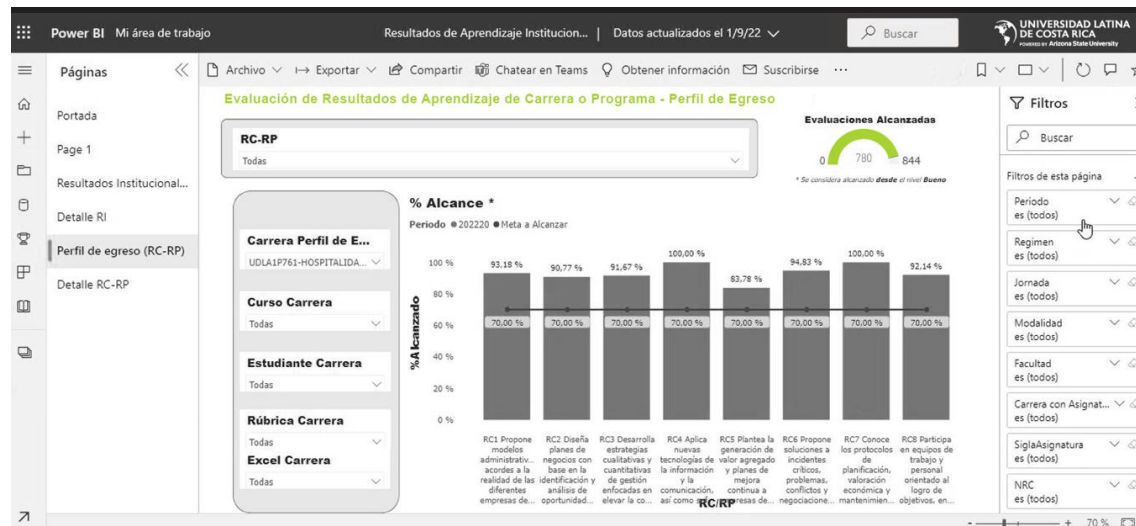 Power BI Mi área de trabajo
Resultados de Aprendizaje Institucion... | Datos actualizados el 1/9/22
Buscar
UNIVERSIDAD LATINA
DE COSTA RICA
POWERED BY Arizona State University
Páginas
Archivo Exportar Compartir Chatear en Teams Obtener información Suscribirse ...
Portada
Page 1
Resultados Institucional...
Detalle RI
Perfil de egreso (RC-RP)
Detalle RC-RP
Evaluación de Resultados de Aprendizaje de Carrera o Programa - Perfil de Egreso
RC-RP
Todas
Evaluaciones Alcanzadas
0 780 844
* Se considera alcanzado desde el nivel Bueno
Carrera Perfil de E...
UDLA1P761-HOSPITALIDA...
Curso Carrera
Todas
Estudiante Carrera
Todas
Rúbrica Carrera
Todas
Excel Carrera
Todas
% Alcance *
Periodo 202220 Meta a Alcanzar
%Alcanzado
100 %
80 %
60 %
40 %
20 %
0 %
93,18 % 90,77 % 91,67 % 100,00 % 83,78 % 94,83 % 100,00 % 92,14 %
70,00 % 70,00 % 70,00 % 70,00 % 70,00 % 70,00 % 70,00 % 70,00 %
RC1 Propone
modelos
administrativ...
acordes a la
realidad de las
diferentes
empresas de...
RC2 Diseña
planes de
negocios con
base en la
identificación y
análisis de
oportunidad...
RC3 Desarrolla
estrategias
cualitativas y
cuantitativas
de gestión
enfocadas en
elevar la co...
RC4 Aplica
nuevas
tecnologías de
la información
y la
comunicación,
así como
RC5 Plantea la
generación de
valor agregado
y planes de
mejora
continua a
empresas de...
RC6 Propone
soluciones a
incidentes
críticos,
problemas,
conflictos y
negociacione...
RC7 Conoce
los protocolos
de
planificación,
valoración
económica y
mantenimien...
RC8 Participa
en equipos de
trabajo y
personal
orientado al
logro de
objetivos, en...
RC/RP
Filtros
Buscar
Filtros de esta página
Periodo
es (todos)
Regimen
es (todos)
Jornada
es (todos)
Modalidad
es (todos)
Facultad
es (todos)
Carrera con Asignat...
es (todos)
SiglaAsignatura
es (todos)
NRC
es (todos)
- + 70 %